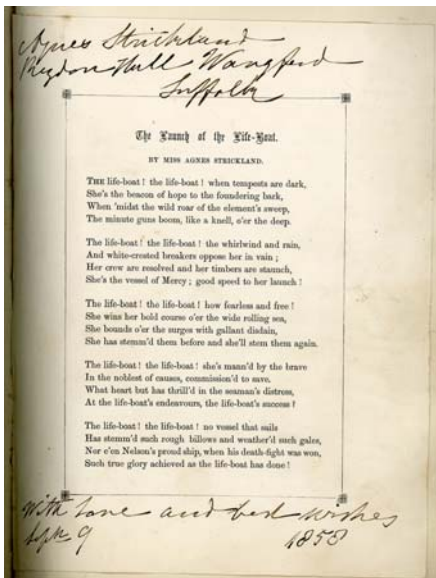 Agnes Strickland
Reydon Hall Wangford
Suffolk
The Launch of the Life-Boat.
BY MISS AGNES STRICKLAND.
THE life-boat! the life-boat! when tempests are dark,
She's the beacon of hope to the foundering bark,
When 'midst the wild roar of the element's sweep,
The minute guns boom, like a knell, o'er the deep.
The life-boat! the life-boat! the whirlwind and rain,
And white-crested breakers oppose her in vain;
Her crew are resolved and her timbers are staunch,
She's the vessel of Mercy; good speed to her launch!
The life-boat! the life-boat! how fearless and free!
She wins her bold course o'er the wide rolling sea,
She bounds o'er the surges with gallant disdain,
She has stemm'd them before and she'll stem them again.
The life-boat! the life-boat! she's mann'd by the brave
In the noblest of causes, commission'd to save.
What heart but has thrill'd in the seaman's distress,
At the life-boat's endeavours, the life-boat's success!
The life-boat! the life-boat! no vessel that sails
Has stemm'd such rough billows and weather'd such gales,
Nor e'en Nelson's proud ship, when his death-fight was won,
Such true glory achieved as the life-boat has done!
With love and best wishes
Sept 9 1858